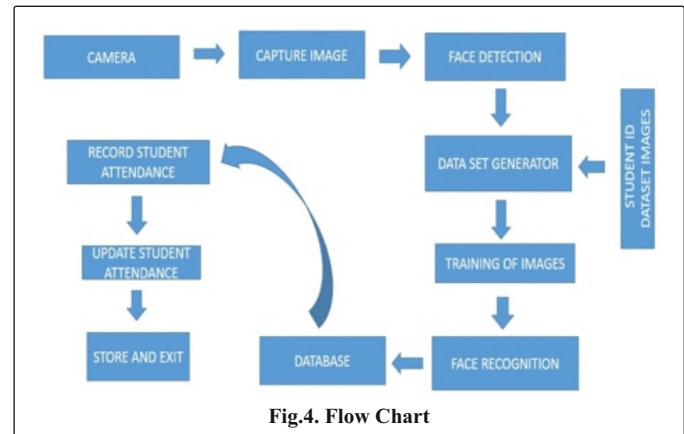 CAMERA
CAPTURE IMAGE
FACE DETECTION
DATA SET GENERATOR
STUDENT ID
DATASET IMAGES
TRAINING OF IMAGES
FACE RECOGNITION
DATABASE
RECORD STUDENT
ATTENDANCE
UPDATE STUDENT
ATTENDANCE
STORE AND EXIT
Fig.4. Flow Chart